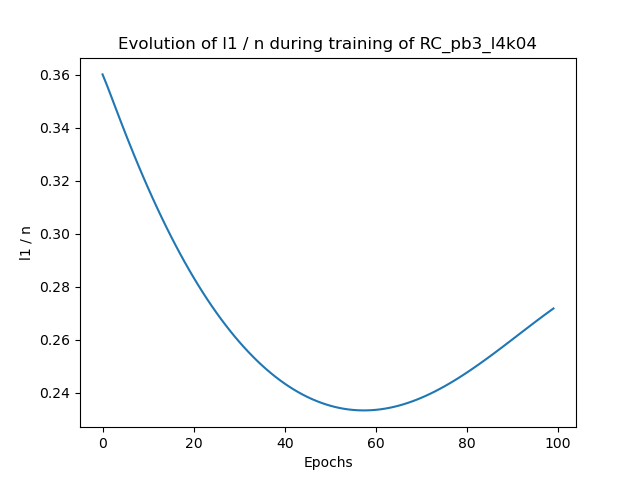 Evolution of l1 / n during training of RC_pb3_l4k04
0.36
0.34
0.32
0.30
0.28
0.26
0.24
l1 / n
0 20 40 60 80 100
Epochs